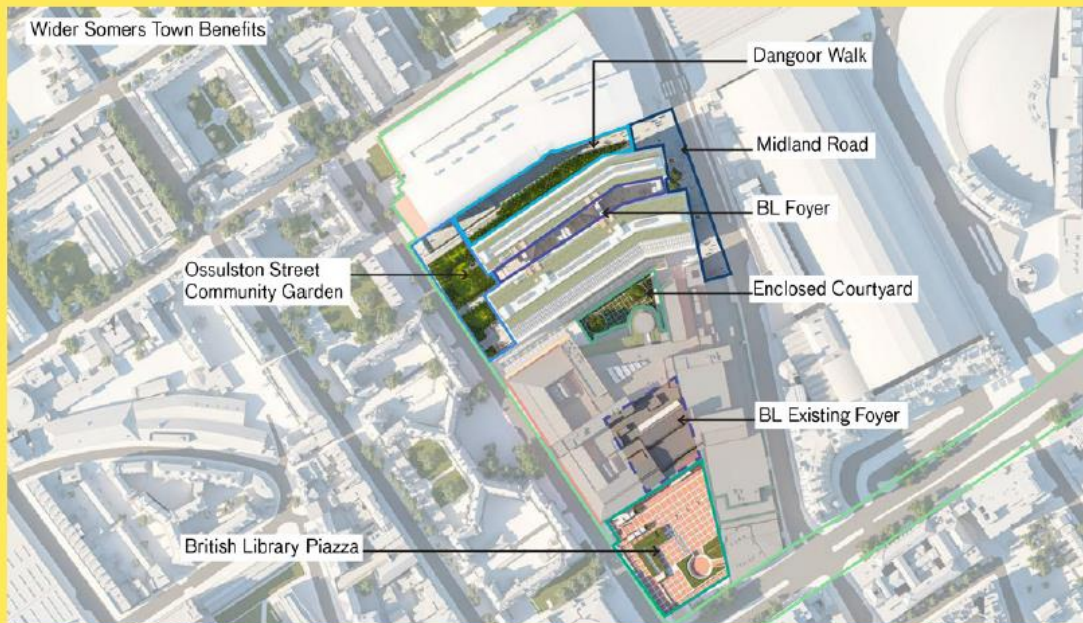 Wider Somers Town Benefits
Dangoor Walk
Midland Road
BL Foyer
Ossulston Street
Community Garden
Enclosed Courtyard
BL Existing Foyer
British Library Piazza